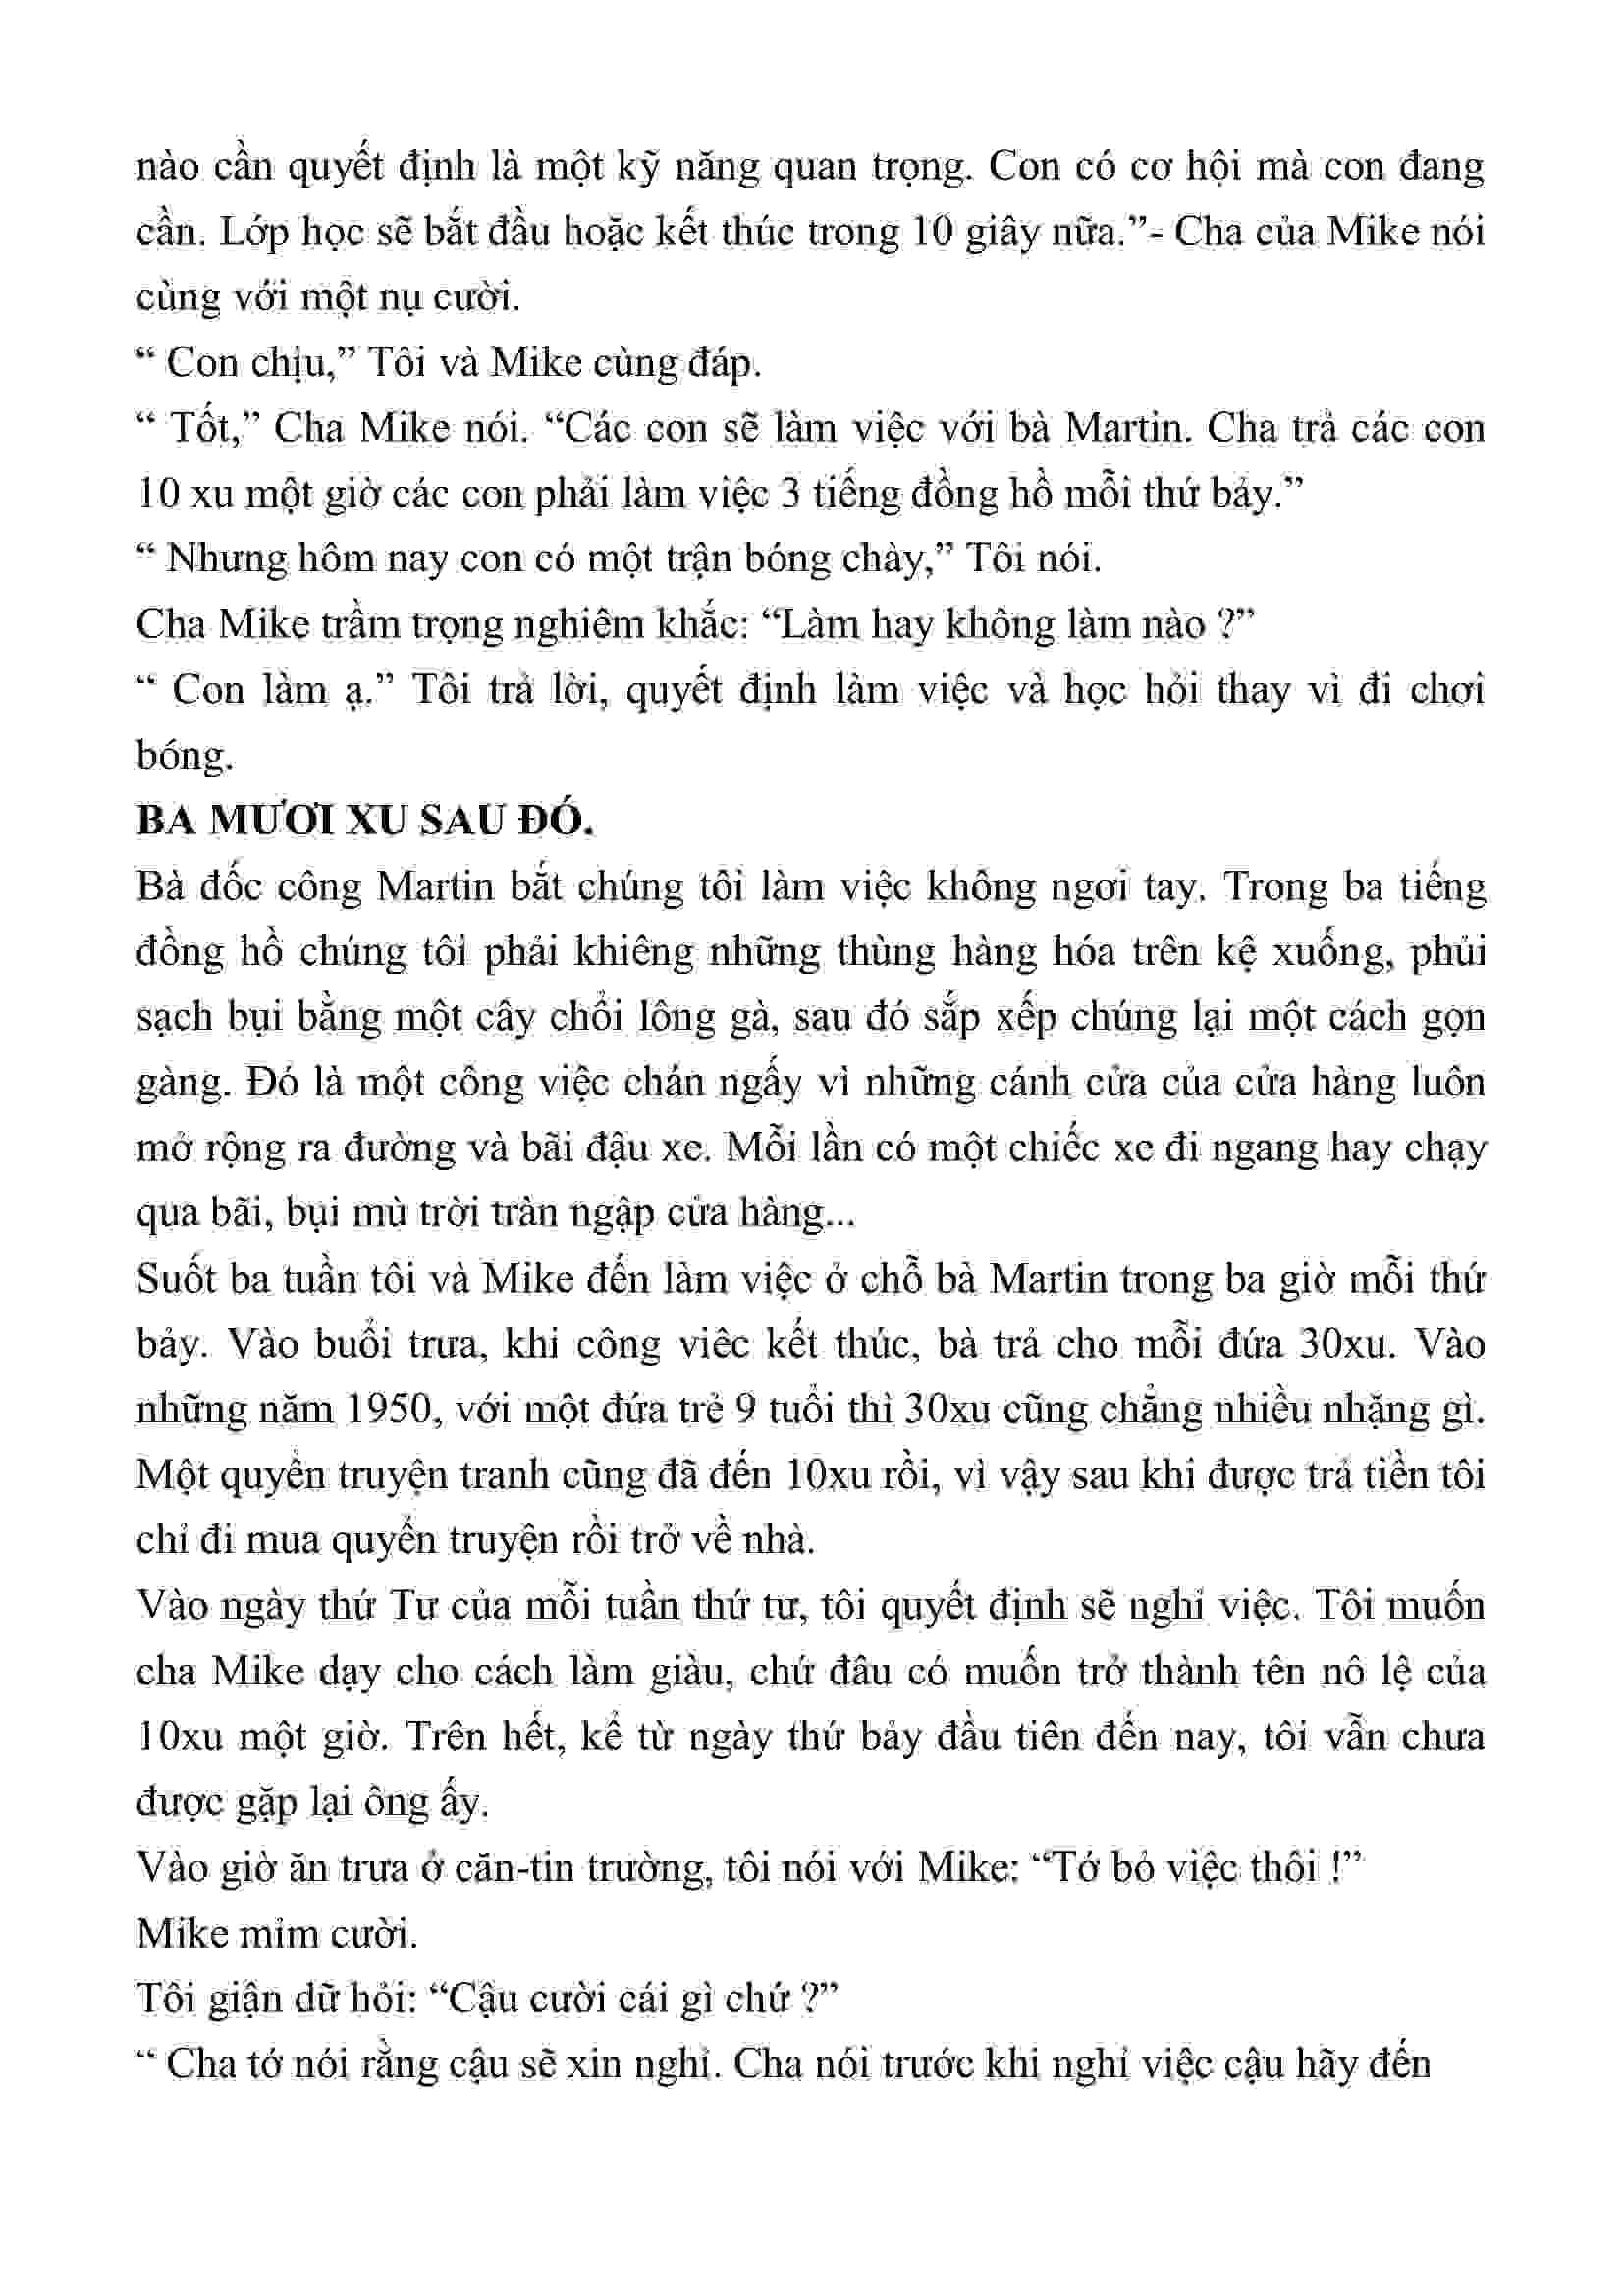 nào cần quyết định là một kỹ năng quan trọng. Con có cơ hội mà con đang
cần. Lớp học sẽ bắt đầu hoặc kết thúc trong 10 giây nữa.”- Cha của Mike nói
cùng với một nụ cười.
“ Con chịu,” Tôi và Mike cùng đáp.
“ Tốt,” Cha Mike nói. “Các con sẽ làm việc với bà Martin. Cha trả các con
10 xu một giờ các con phải làm việc 3 tiếng đồng hồ mỗi thứ bảy.”
“ Nhưng hôm nay con có một trận bóng chày,” Tôi nói.
Cha Mike trầm trọng nghiêm khắc: “Làm hay không làm nào ?”
“ Con làm ạ.” Tôi trả lời, quyết định làm việc và học hỏi thay vì đi chơi
bóng.
BA MƯƠI XU SAU ĐÓ.
Bà đốc công Martin bắt chúng tôi làm việc không ngơi tay. Trong ba tiếng
đồng hồ chúng tôi phải khiêng những thùng hàng hóa trên kệ xuống, phủi
sạch bụi bằng một cây chổi lông gà, sau đó sắp xếp chúng lại một cách gọn
gàng. Đó là một công việc chán ngấy vì những cánh cửa của cửa hàng luôn
mở rộng ra đường và bãi đậu xe. Mỗi lần có một chiếc xe đi ngang hay chạy
qua bãi, bụi mù trời tràn ngập cửa hàng...
Suốt ba tuần tôi và Mike đến làm việc ở chỗ bà Martin trong ba giờ mỗi thứ
bảy. Vào buổi trưa, khi công viêc kết thúc, bà trả cho mỗi đứa 30xu. Vào
những năm 1950, với một đứa trẻ 9 tuổi thì 30xu cũng chẳng nhiều nhặng gì.
Một quyển truyện tranh cũng đã đến 10xu rồi, vì vậy sau khi được trả tiền tôi
chỉ đi mua quyển truyện rồi trở về nhà.
Vào ngày thứ Tư của mỗi tuần thứ tư, tôi quyết định sẽ nghỉ việc. Tôi muốn
cha Mike dạy cho cách làm giàu, chứ đâu có muốn trở thành tên nô lệ của
10xu một giờ. Trên hết, kể từ ngày thứ bảy đầu tiên đến nay, tôi vẫn chưa
được gặp lại ông ấy.
Vào giờ ăn trưa ở căn-tin trường, tôi nói với Mike: “Tớ bỏ việc thôi !”
Mike mỉm cười.
Tôi giận dữ hỏi: “Cậu cười cái gì chứ ?”
“ Cha tớ nói rằng cậu sẽ xin nghỉ. Cha nói trước khi nghỉ việc cậu hãy đến